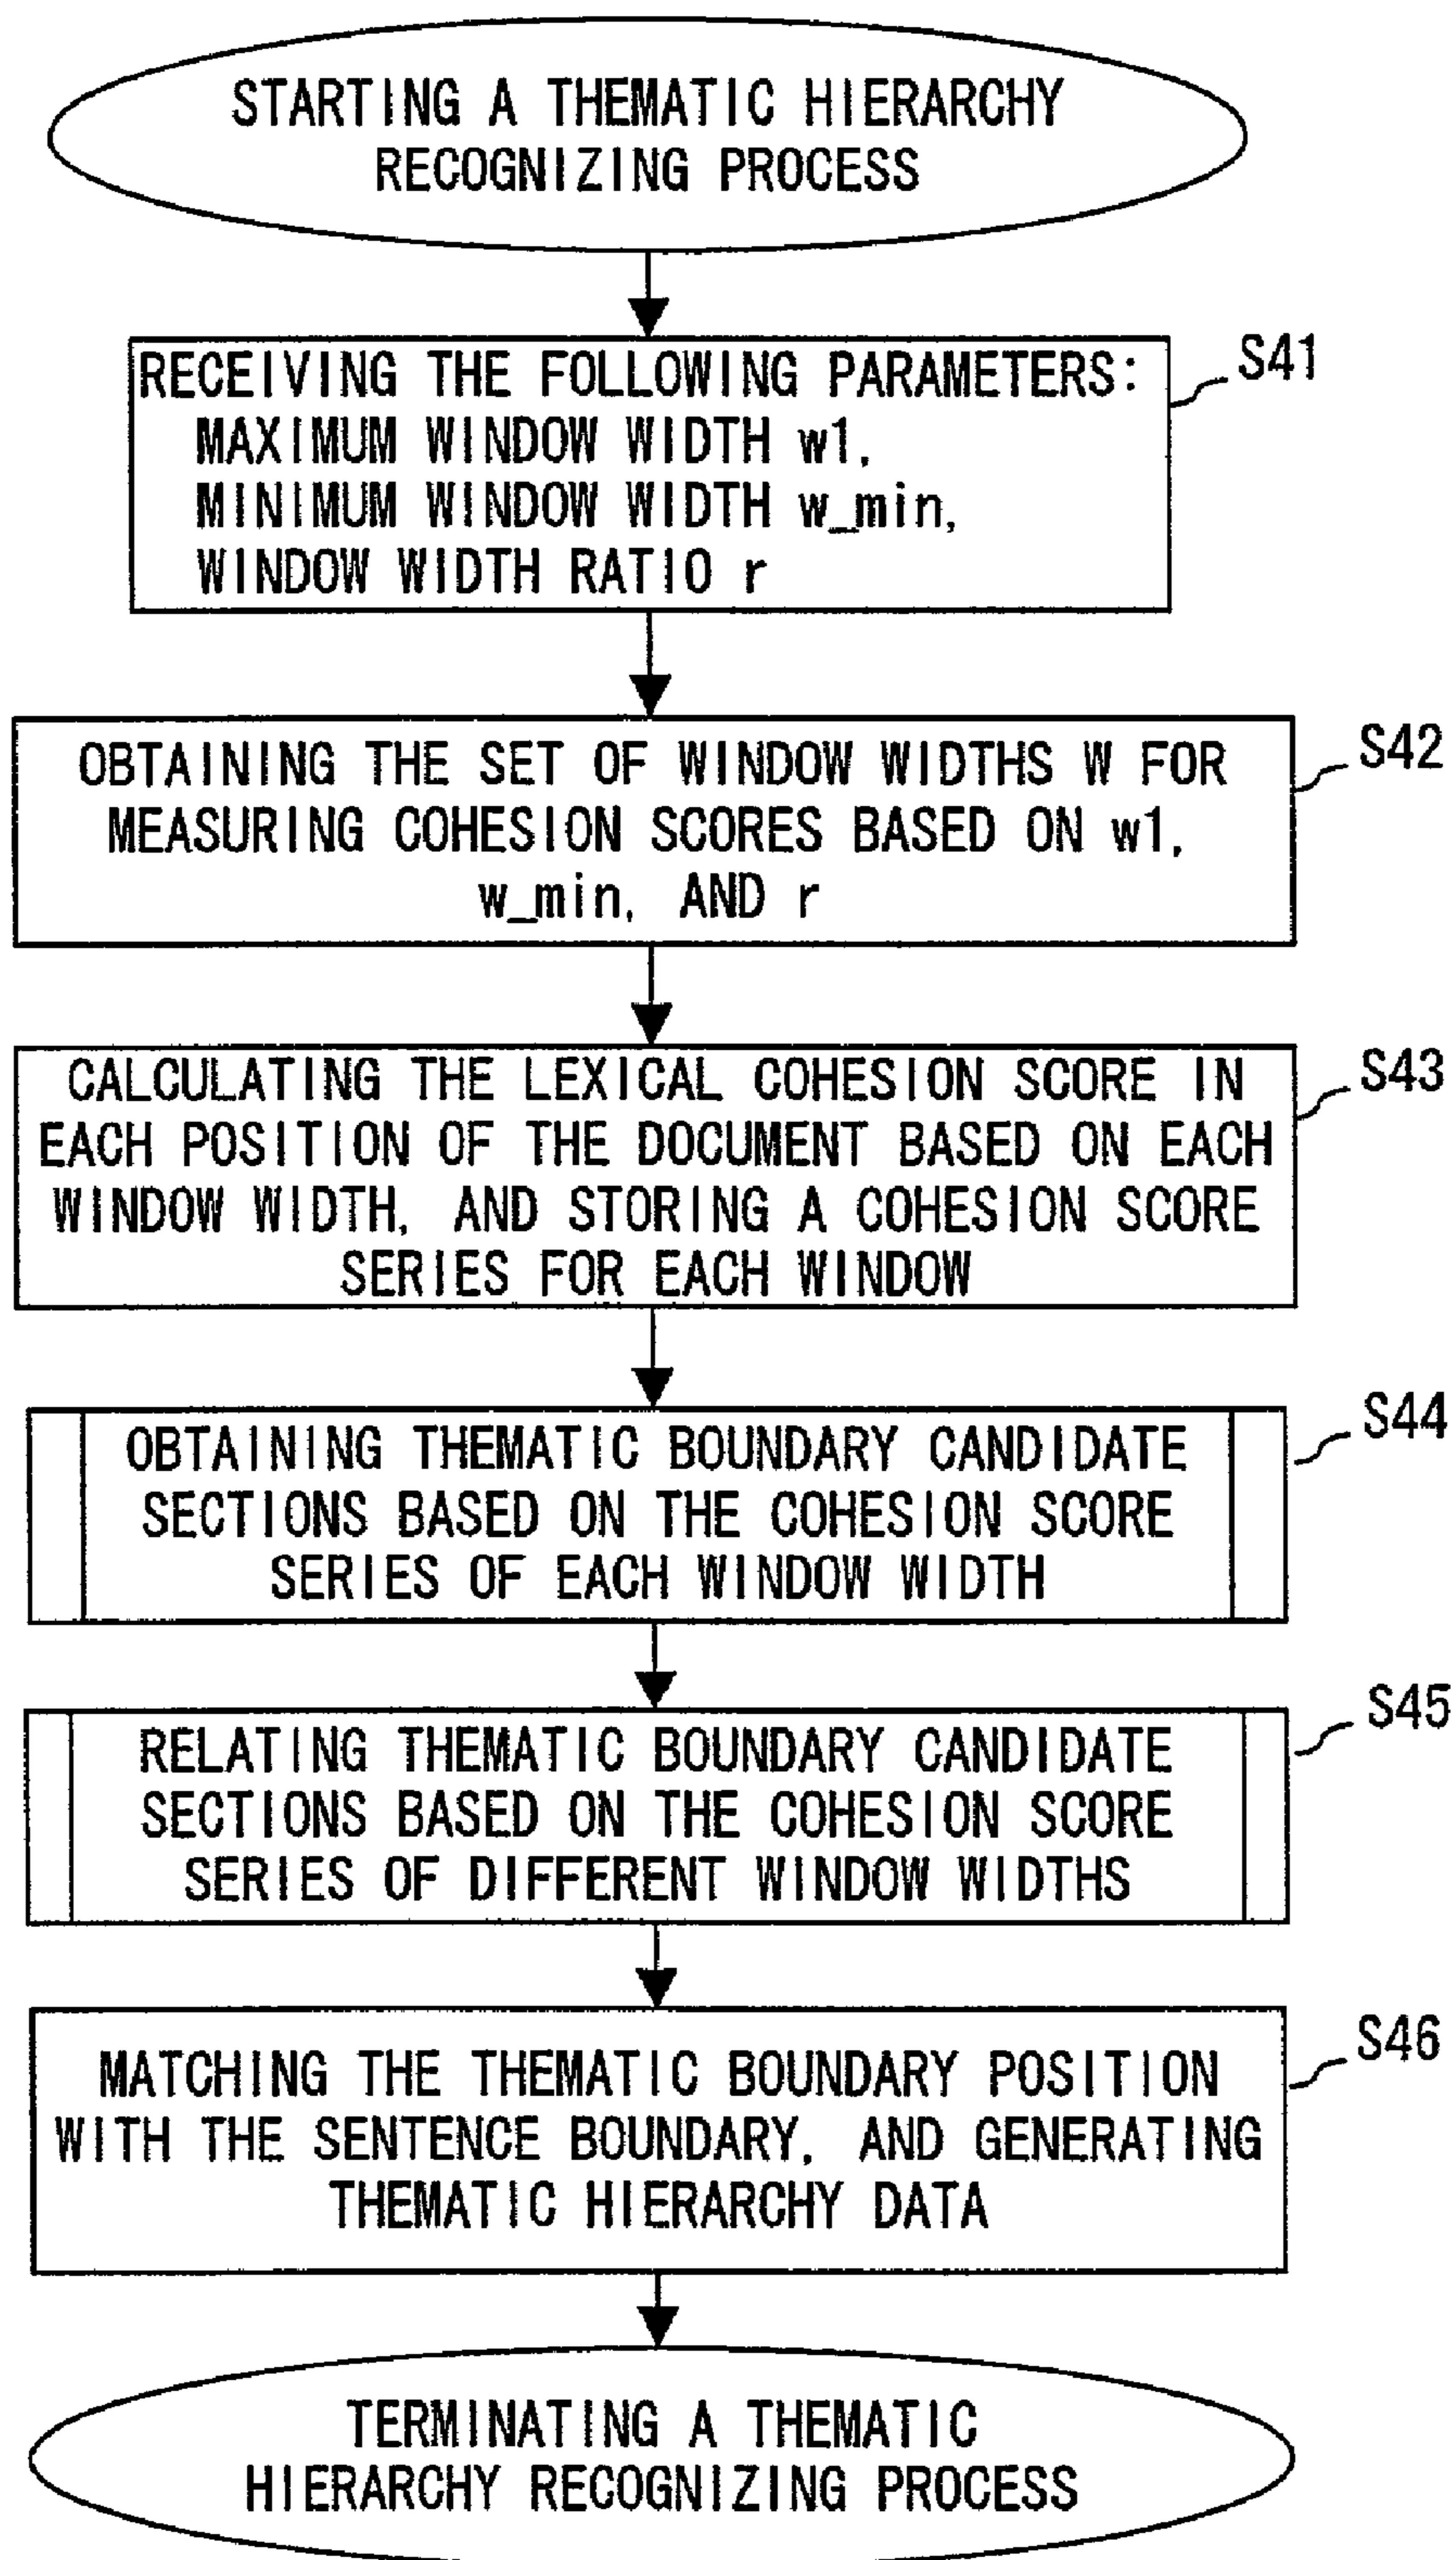 STARTING A THEMATIC HIERARCHY
RECOGNIZING PROCESS
RECEIVING THE FOLLOWING PARAMETERS:
MAXIMUM WINDOW WIDTH w1,
MINIMUM WINDOW WIDTH w_min,
WINDOW WIDTH RATIO r
S41
OBTAINING THE SET OF WINDOW WIDTHS W FOR
MEASURING COHESION SCORES BASED ON w1,
w_min, AND r
S42
CALCULATING THE LEXICAL COHESION SCORE IN
EACH POSITION OF THE DOCUMENT BASED ON EACH
WINDOW WIDTH, AND STORING A COHESION SCORE
SERIES FOR EACH WINDOW
S43
OBTAINING THEMATIC BOUNDARY CANDIDATE
SECTIONS BASED ON THE COHESION SCORE
SERIES OF EACH WINDOW WIDTH
S44
RELATING THEMATIC BOUNDARY CANDIDATE
SECTIONS BASED ON THE COHESION SCORE
SERIES OF DIFFERENT WINDOW WIDTHS
S45
MATCHING THE THEMATIC BOUNDARY POSITION
WITH THE SENTENCE BOUNDARY, AND GENERATING
THEMATIC HIERARCHY DATA
S46
TERMINATING A THEMATIC
HIERARCHY RECOGNIZING PROCESS